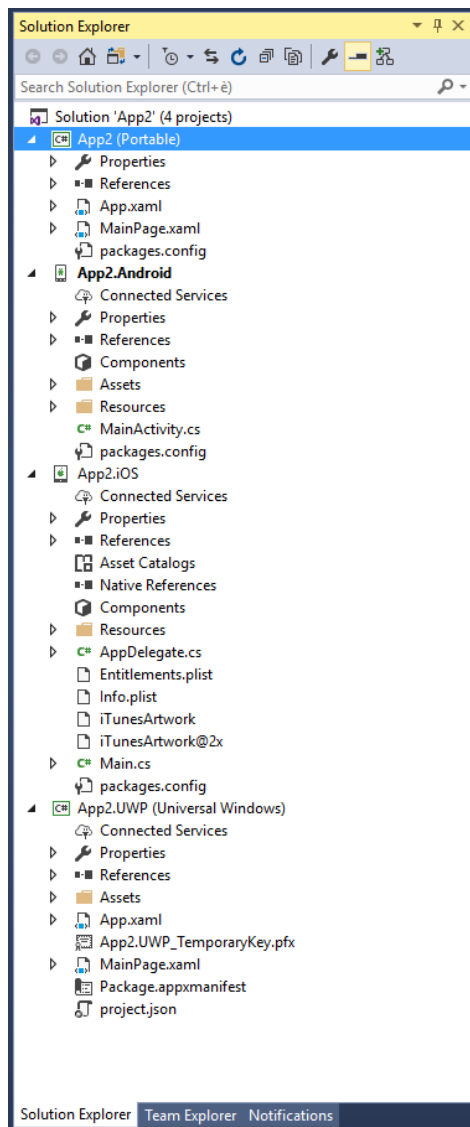 Solution Explorer
Search Solution Explorer (Ctrl+è)
Solution 'App2' (4 projects)
C# App2 (Portable)
Properties
References
App.xaml
MainPage.xaml
packages.config
App2.Android
Connected Services
Properties
References
Components
Assets
Resources
C# MainActivity.cs
packages.config
App2.iOS
Connected Services
Properties
References
Asset Catalogs
Native References
Components
Resources
C# AppDelegate.cs
Entitlements.plist
Info.plist
iTunesArtwork
iTunesArtwork@2x
C# Main.cs
packages.config
C# App2.UWP (Universal Windows)
Connected Services
Properties
References
Assets
App.xaml
App2.UWP_TemporaryKey.pfx
MainPage.xaml
Package.appxmanifest
project.json
Solution Explorer Team Explorer Notifications